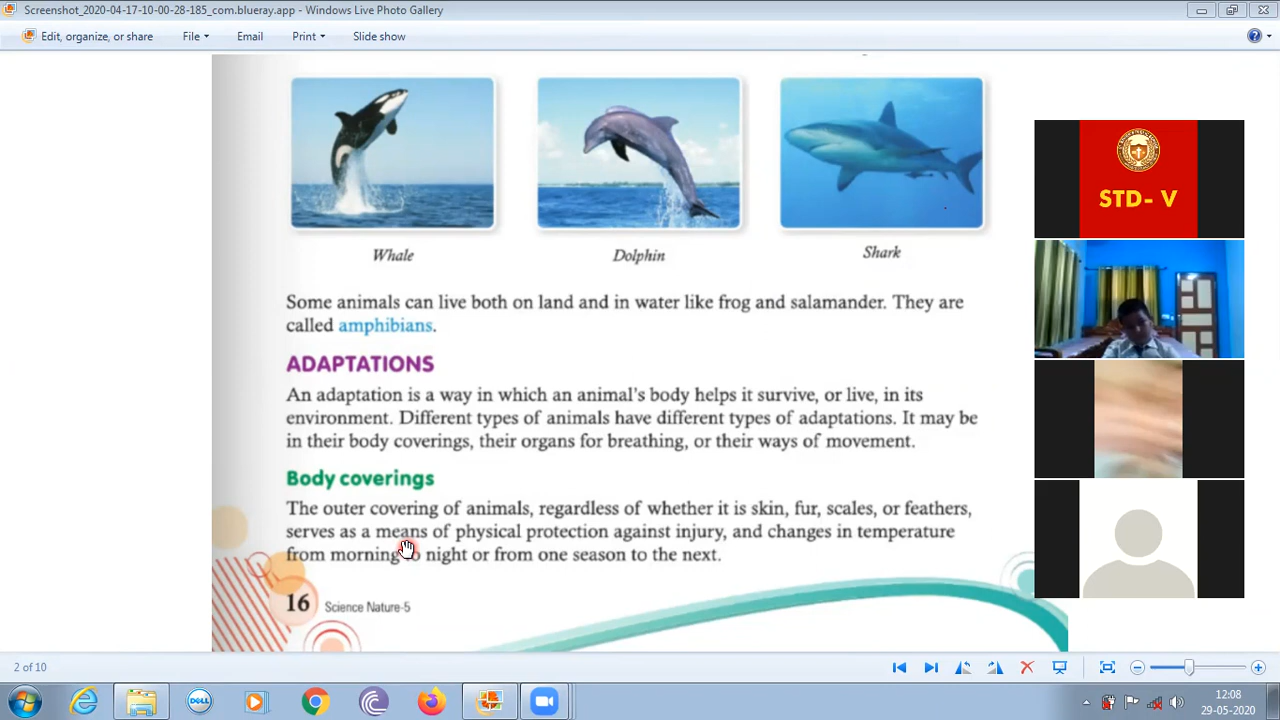 Screenshot_2020-04-17-10-00-28-185_com.blueray.app - Windows Live Photo Gallery
Edit, organize, or share File Email Print Slide show
STD- V
Whale Dolphin Shark
Some animals can live both on land and in water like frog and salamander. They are
called amphibians.
ADAPTATIONS
An adaptation is a way in which an animal's body helps it survive, or live, in its
environment. Different types of animals have different types of adaptations. It may be
in their body coverings, their organs for breathing, or their ways of movement.
Body coverings
The outer covering of animals, regardless of whether it is skin, fur, scales, or feathers,
serves as a means of physical protection against injury, and changes in temperature
from morning to night or from one season to the next.
16 Science Nature-5
2 of 10
DELL
12:08
29-05-2020